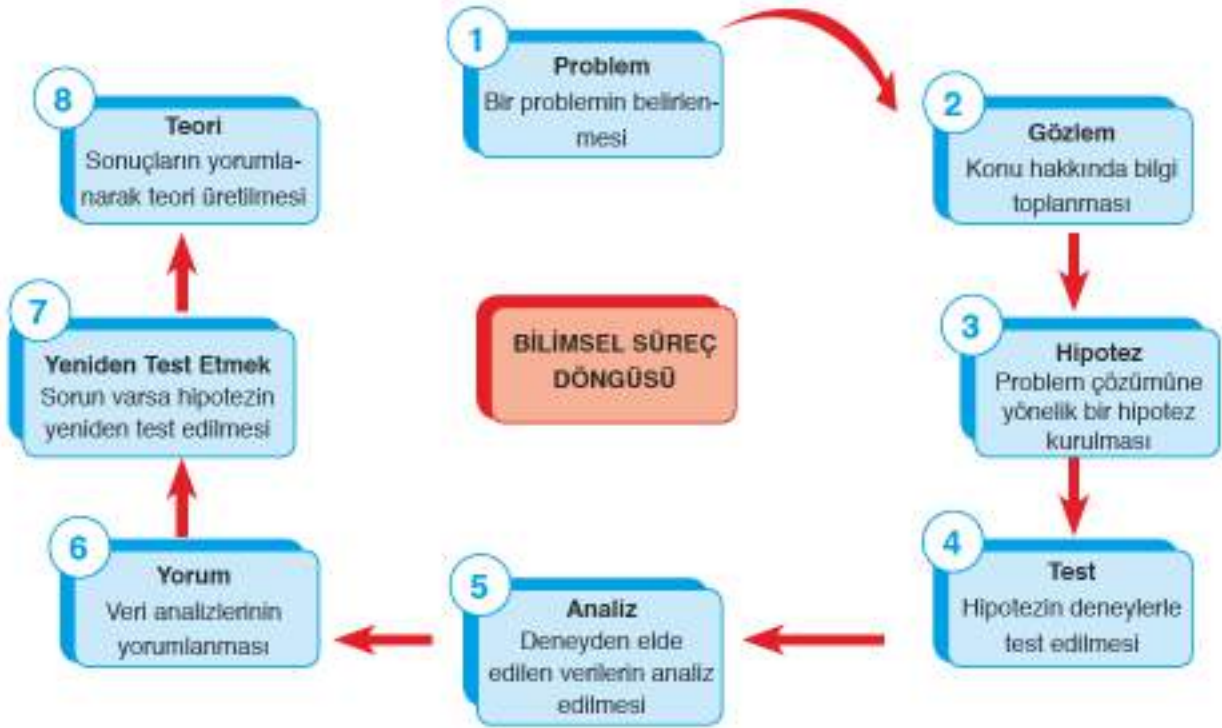 1
Problem
Bir problemin belirlen-
mesi
2
Gözlem
Konu hakkında bilgi
toplanması
3
Hipotez
Problem çözümüne
yönelik bir hipotez
kurulması
4
Test
Hipotezin deneylerle
test edilmesi
5
Analiz
Deneyden elde
edilen verilerin analiz
edilmesi
6
Yorum
Veri analizlerinin
yorumlanması
7
Yeniden Test Etmek
Sorun varsa hipotezin
yeniden test edilmesi
8
Teori
Sonuçların yorumla-
narak teori üretilmesi
BİLİMSEL SÜREÇ
DÖNGÜSÜ